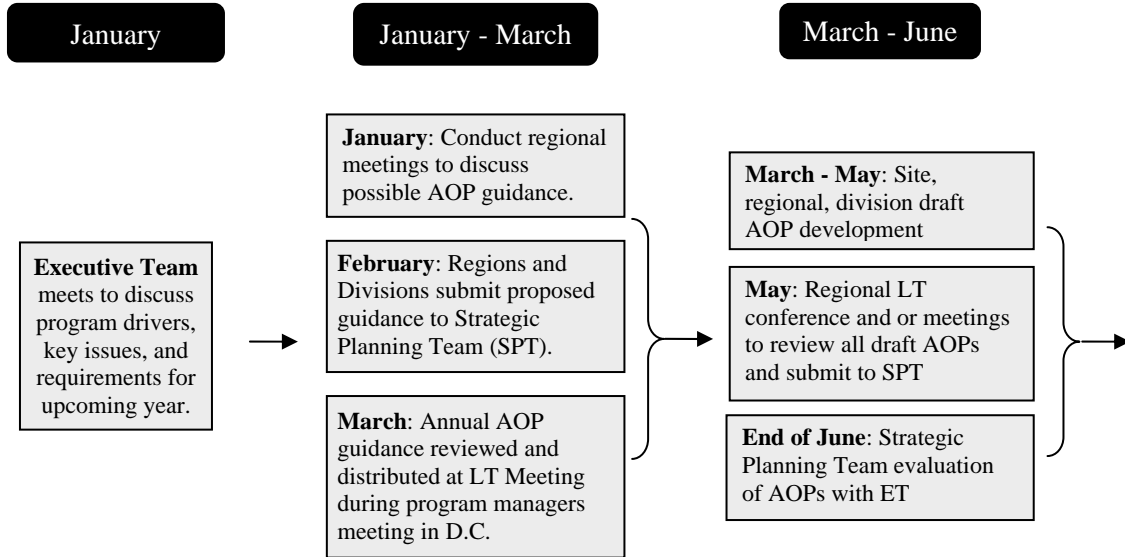 January
January - March
March - June
Executive Team
meets to discuss
program drivers,
key issues, and
requirements for
upcoming year.
January: Conduct regional
meetings to discuss
possible AOP guidance.
February: Regions and
Divisions submit proposed
guidance to Strategic
Planning Team (SPT).
March: Annual AOP
guidance reviewed and
distributed at LT Meeting
during program managers
meeting in D.C.
March - May: Site,
regional, division draft
AOP development
May: Regional LT
conference and or meetings
to review all draft AOPs
and submit to SPT
End of June: Strategic
Planning Team evaluation
of AOPs with ET